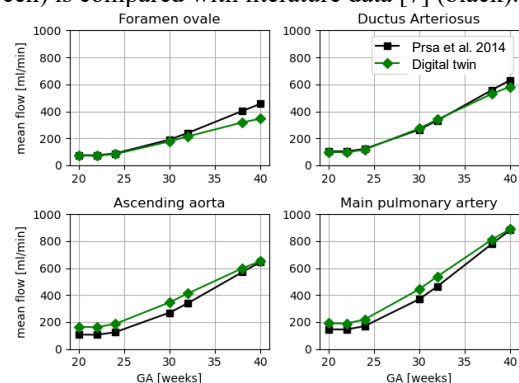 is compared with literature data [7] (black).
Foramen ovale
Ductus Arteriosus
mean flow [ml/min]
1000
800
600
400
200
0
20 25 30 35 40
Prsa et al. 2014
Digital twin
1000
800
600
400
200
0
20 25 30 35 40
Ascending aorta
Main pulmonary artery
mean flow [ml/min]
1000
800
600
400
200
0
20 25 30 35 40
GA [weeks]
1000
800
600
400
200
0
20 25 30 35 40
GA [weeks]